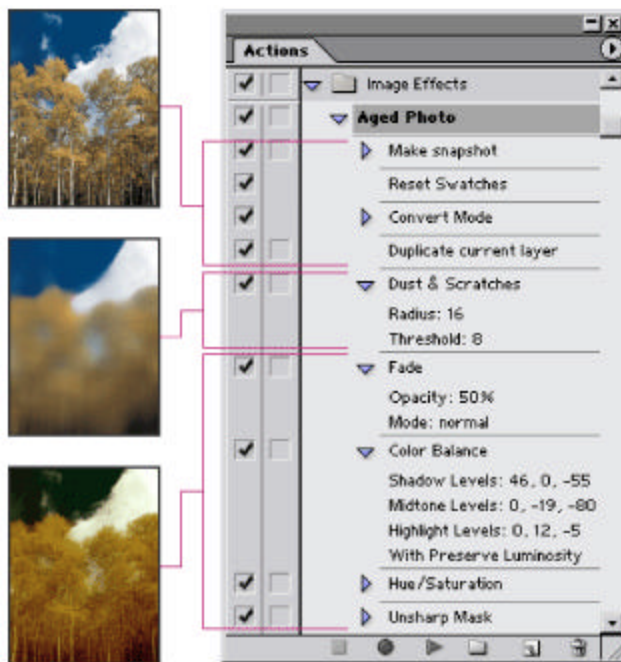 Actions
Image Effects
Aged Photo
Make snapshot
Reset Swatches
Convert Mode
Duplicate current layer
Dust & Scratches
Radius: 16
Threshold: 8
Fade
Opacity: 50%
Mode: normal
Color Balance
Shadow Levels: 46, 0, -55
Midtone Levels: 0, -19, -80
Highlight Levels: 0, 12, -5
With Preserve Luminosity
Hue/Saturation
Unsharp Mask